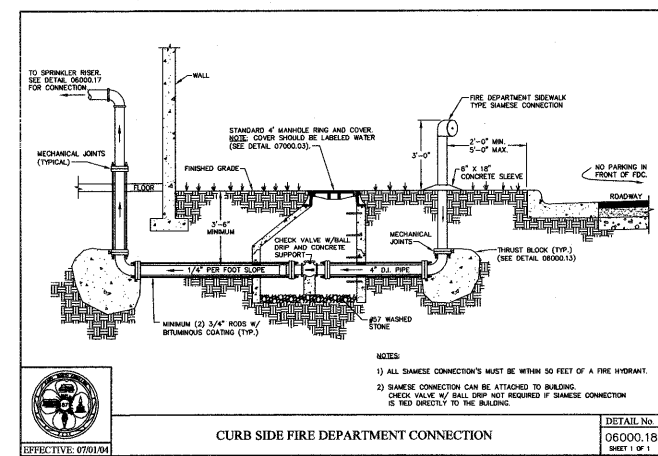 TO SPRINKLER RISER.
SEE DETAIL 06000.17
FOR CONNECTION
WALL
FIRE DEPARTMENT SIDEWALK
TYPE SIAMESE CONNECTION
STANDARD 4' MANHOLE RING AND COVER.
NOTE: COVER SHOULD BE LABELED WATER
(SEE DETAIL 07000.03).
2'-0" MIN.
5'-0" MAX.
3'-0"
MECHANICAL JOINTS
(TYPICAL)
FINISHED GRADE
6" X 18"
CONCRETE SLEEVE
NO PARKING IN
FRONT OF FDC.
FLOOR
ROADWAY
3'-6"
MINIMUM
CHECK VALVE W/BALL
DRIP AND CONCRETE
SUPPORT
MECHANICAL
JOINTS
THRUST BLOCK (TYP.)
(SEE DETAIL 06000.13)
1/4" PER FOOT SLOPE
4" D.I. PIPE
MINIMUM (2) 3/4" RODS W/
BITUMINOUS COATING (TYP.)
#57 WASHED
STONE
NOTES:
1) ALL SIAMESE CONNECTION'S MUST BE WITHIN 50 FEET OF A FIRE HYDRANT.
2) SIAMESE CONNECTION CAN BE ATTACHED TO BUILDING.
CHECK VALVE W/ BALL DRIP NOT REQUIRED IF SIAMESE CONNECTION
IS TIED DIRECTLY TO THE BUILDING.
EFFECTIVE: 07/01/04
CURB SIDE FIRE DEPARTMENT CONNECTION
DETAIL No.
06000.18
SHEET 1 OF 1